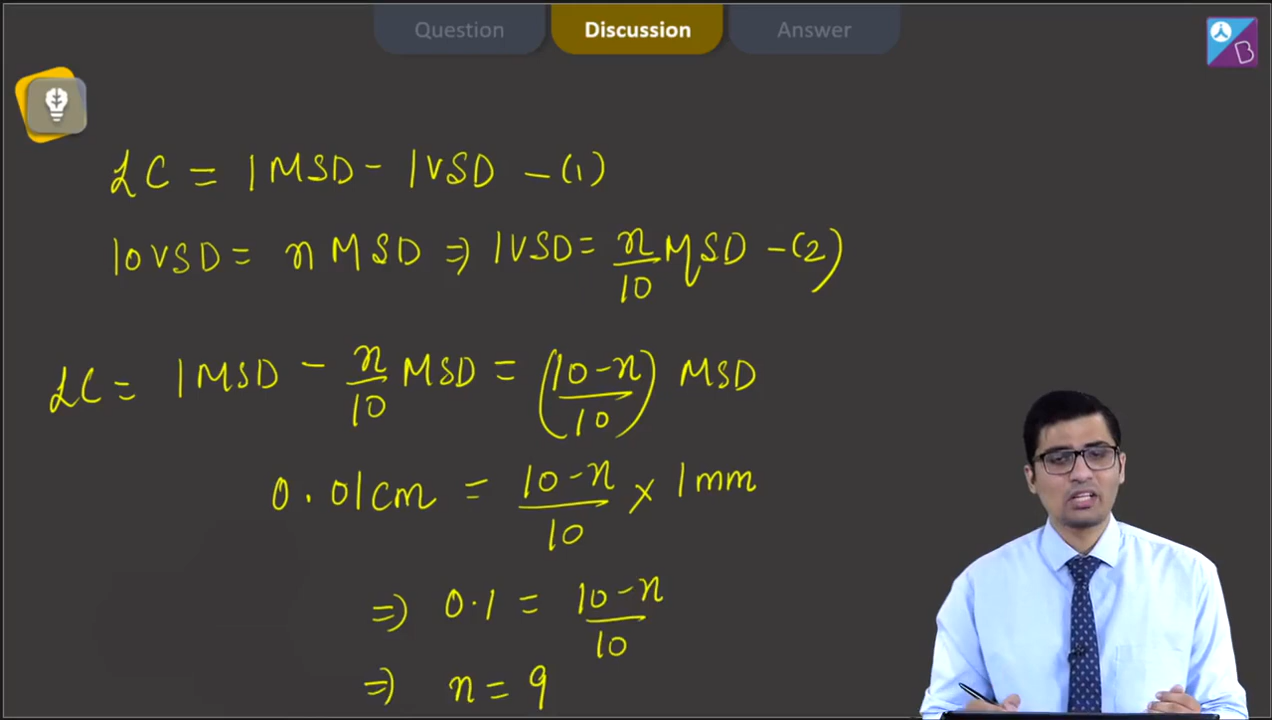 Question Discussion Answer
B
LC = 1MSD - 1VSD - (1)
10VSD = n MSD ⇒ 1VSD = n/10 MSD - (2)
LC = 1MSD - n/10 MSD = (10-n/10) MSD
0.01cm = 10-n/10 × 1mm
⇒ 0.1 = 10-n/10
⇒ n = 9